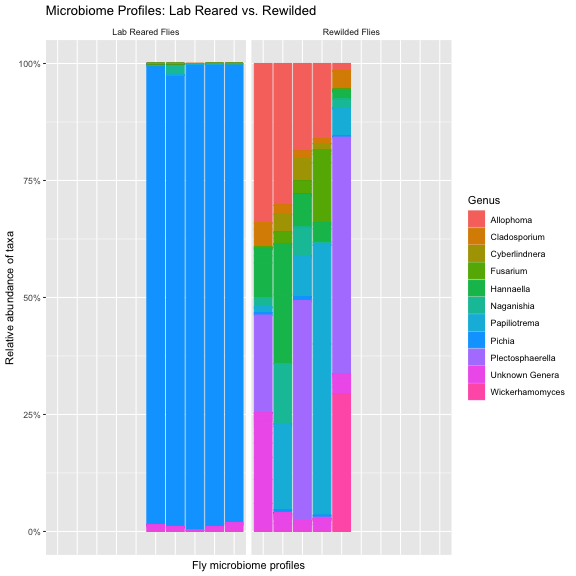 Microbiome Profiles: Lab Reared vs. Rewilded
Lab Reared Flies
Rewilded Flies
100%
75%
50%
25%
0%
Relative abundance of taxa
Fly microbiome profiles
Genus
Allophoma
Cladosporium
Cyberlindnera
Fusarium
Hannaella
Naganishia
Papiliotrema
Pichia
Plectosphaerella
Unknown Genera
Wickerhamomyces